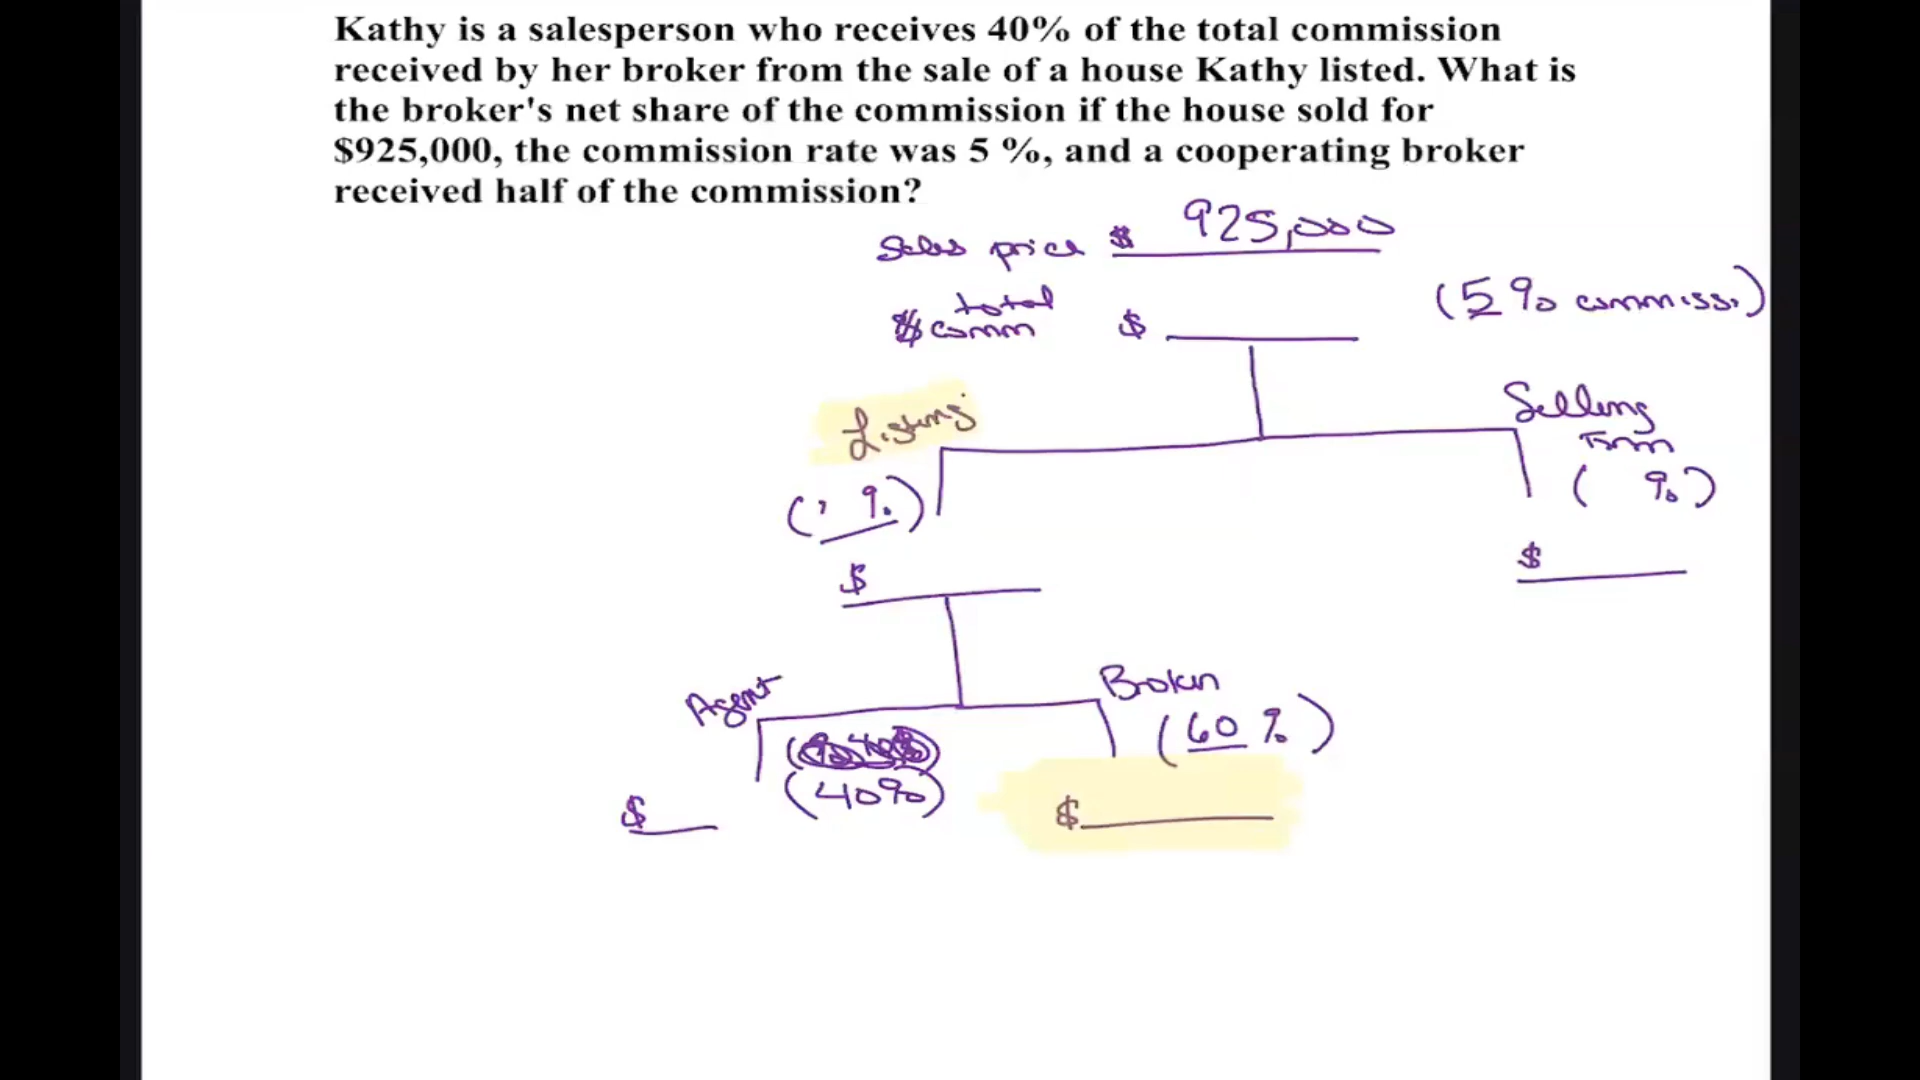 Kathy is a salesperson who receives 40% of the total commission
received by her broker from the sale of a house Kathy listed. What is
the broker's net share of the commission if the house sold for
$925,000, the commission rate was 5 %, and a cooperating broker
received half of the commission?
Sales price $ 925,000
total
comm $
(5% commiss.)
Listing
Selling
Firm
( %)
( %)
$
$
Agent
Broker
(60 %)
(40%)
$
$